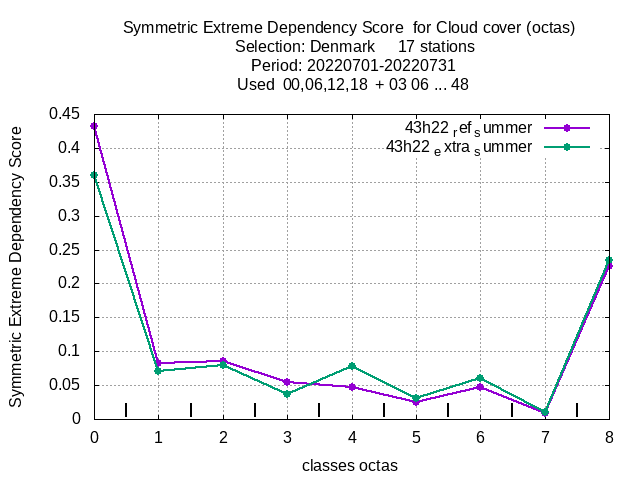 Symmetric Extreme Dependency Score  for Cloud cover (octas)
Selection: Denmark     17 stations
Period: 20220701-20220731
Used  00,06,12,18  + 03 06 ... 48
43h22 ref summer
43h22 extra summer
Symmetric Extreme Dependency Score
0.45
0.4
0.35
0.3
0.25
0.2
0.15
0.1
0.05
0
0 1 2 3 4 5 6 7 8
classes octas